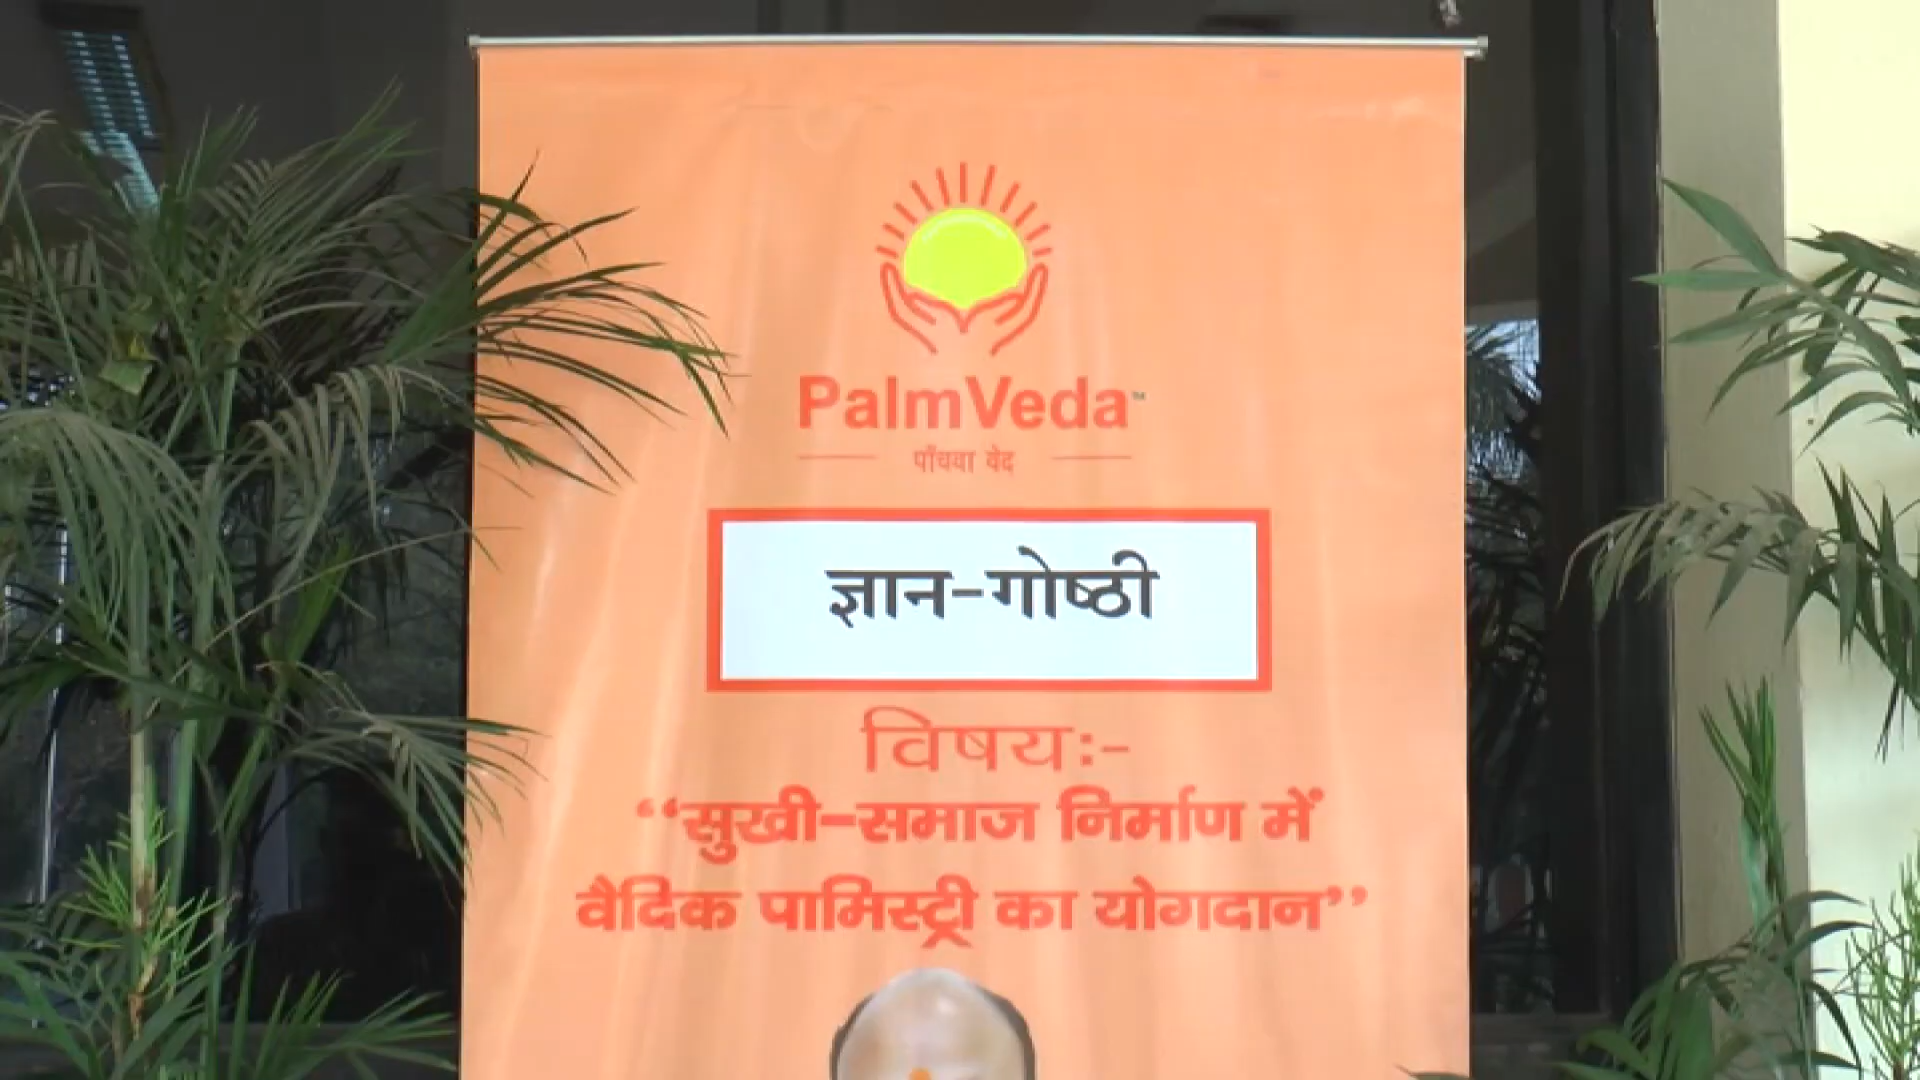 PalmVeda™
पाँचवा वेद
ज्ञान-गोष्ठी
विषयः-
“सुखी-समाज निर्माण में
वैदिक पामिस्ट्री का योगदान”